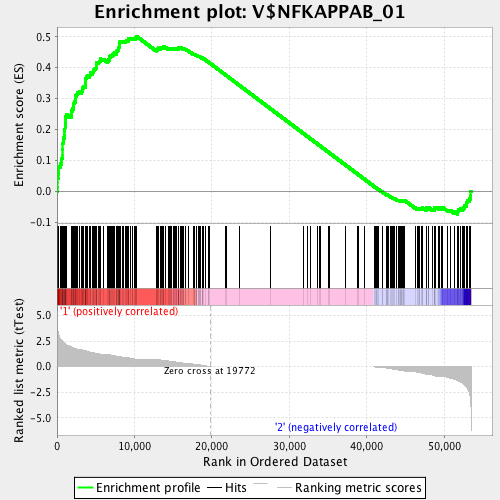 Enrichment plot: V$NFKAPPAB_01
Enrichment score (ES)
0.5
0.4
0.3
0.2
0.1
0.0
-0.1
'1' (positively correlated)
Ranked list metric (tTest)
5.0
2.5
0.0
-2.5
-5.0
Zero cross at 19772
'2' (negatively correlated)
0
10,000
20,000
30,000
40,000
50,000
Rank in Ordered Dataset
Enrichment profile
Hits
Ranking metric scores